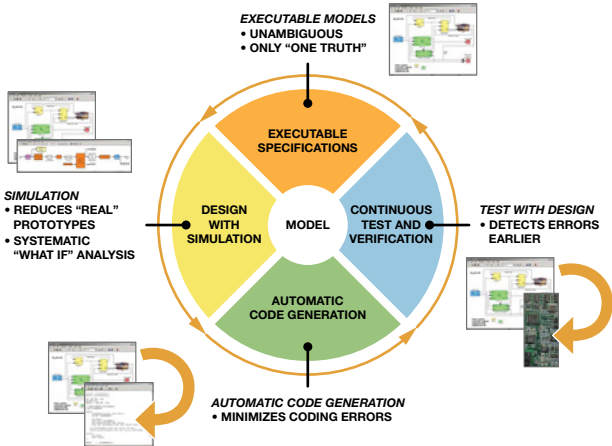 EXECUTABLE MODELS
• UNAMBIGUOUS
• ONLY “ONE TRUTH”
EXECUTABLE
SPECIFICATIONS
SIMULATION
• REDUCES “REAL”
PROTOTYPES
• SYSTEMATIC
“WHAT IF” ANALYSIS
DESIGN
WITH
SIMULATION
MODEL
CONTINUOUS
TEST AND
VERIFICATION
TEST WITH DESIGN
• DETECTS ERRORS
EARLIER
AUTOMATIC
CODE GENERATION
AUTOMATIC CODE GENERATION
• MINIMIZES CODING ERRORS